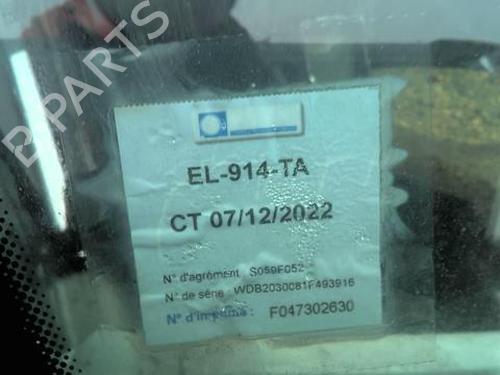 B-PARTS
EL-914-TA
CT 07/12/2022
N° d'agrément : S059F052
N° de série : WDB2030081F493916
N° d'imprimé : F047302630